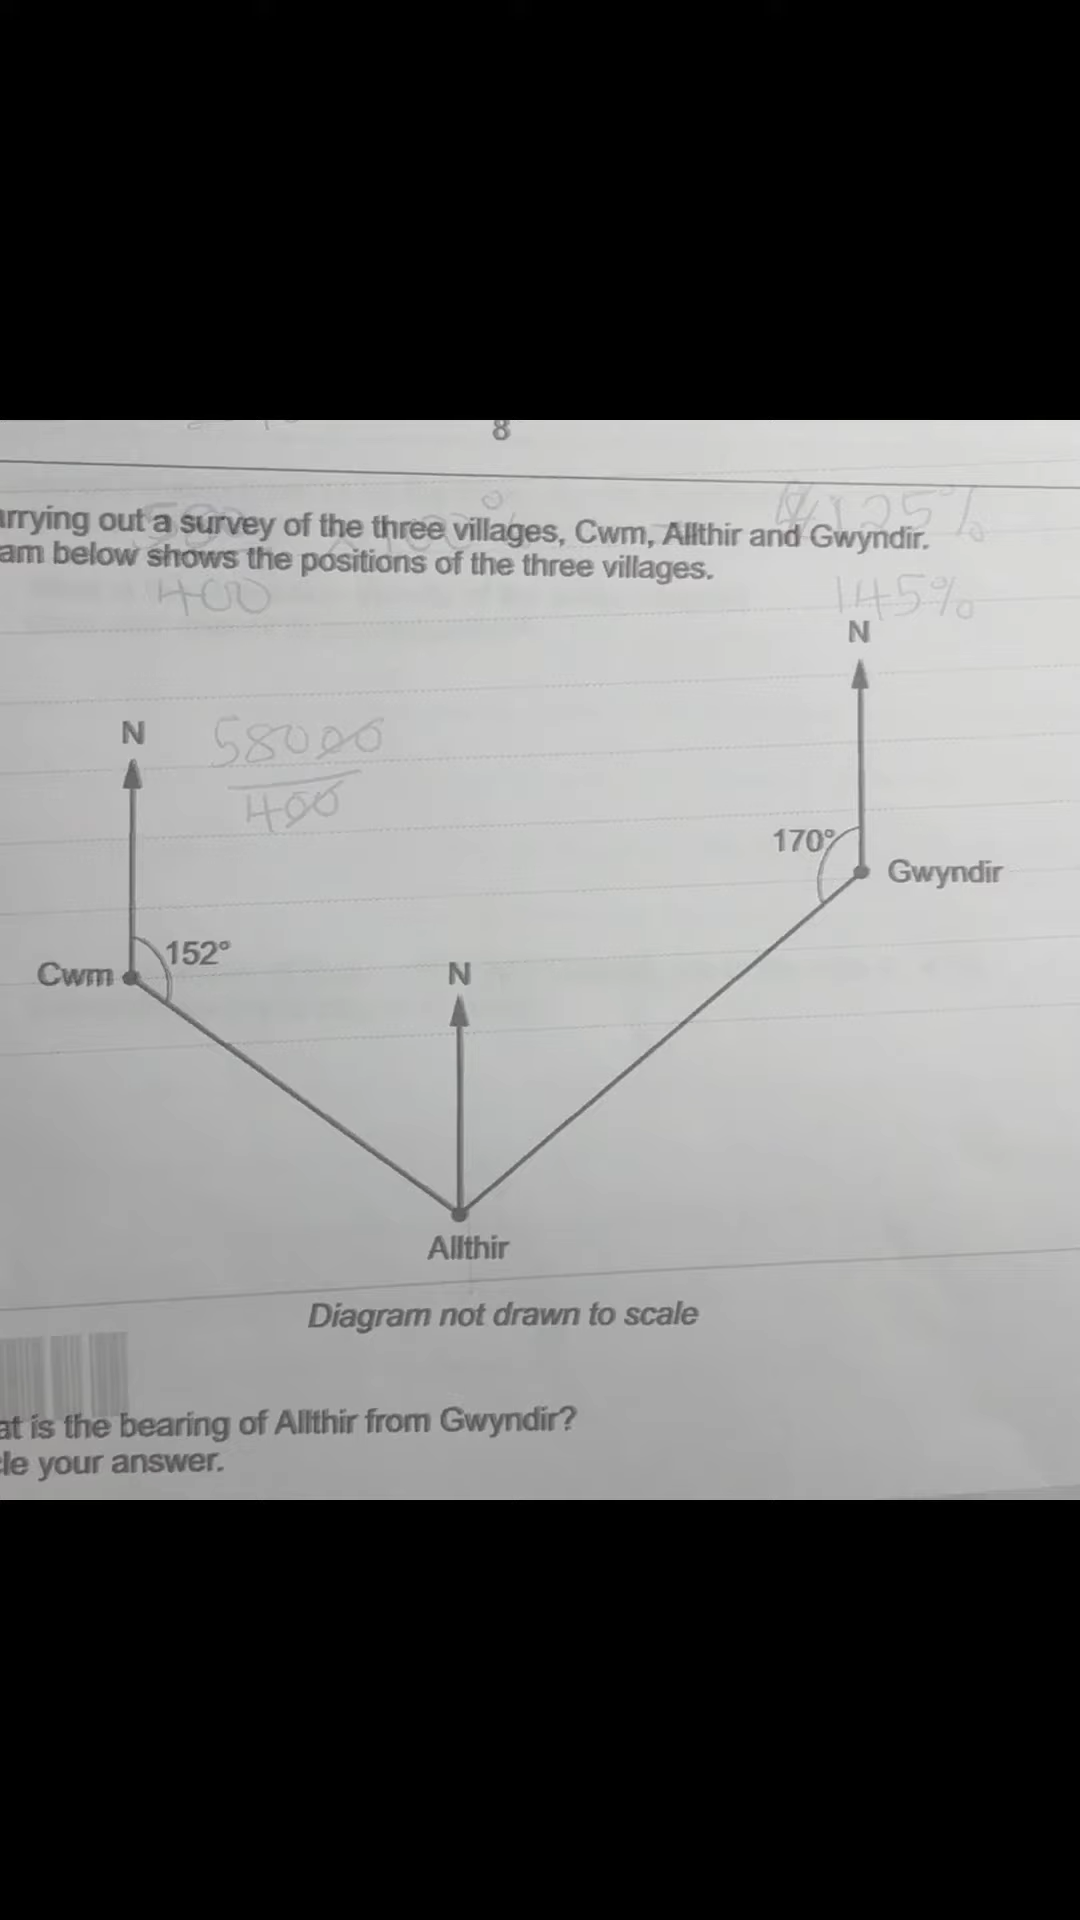 8
arrying out a survey of the three villages, Cwm, Allthir and Gwyndir.
am below shows the positions of the three villages.
400
145%
N
N
58000
400
170°
Gwyndir
152°
Cwm
N
Allthir
Diagram not drawn to scale
at is the bearing of Allthir from Gwyndir?
le your answer.